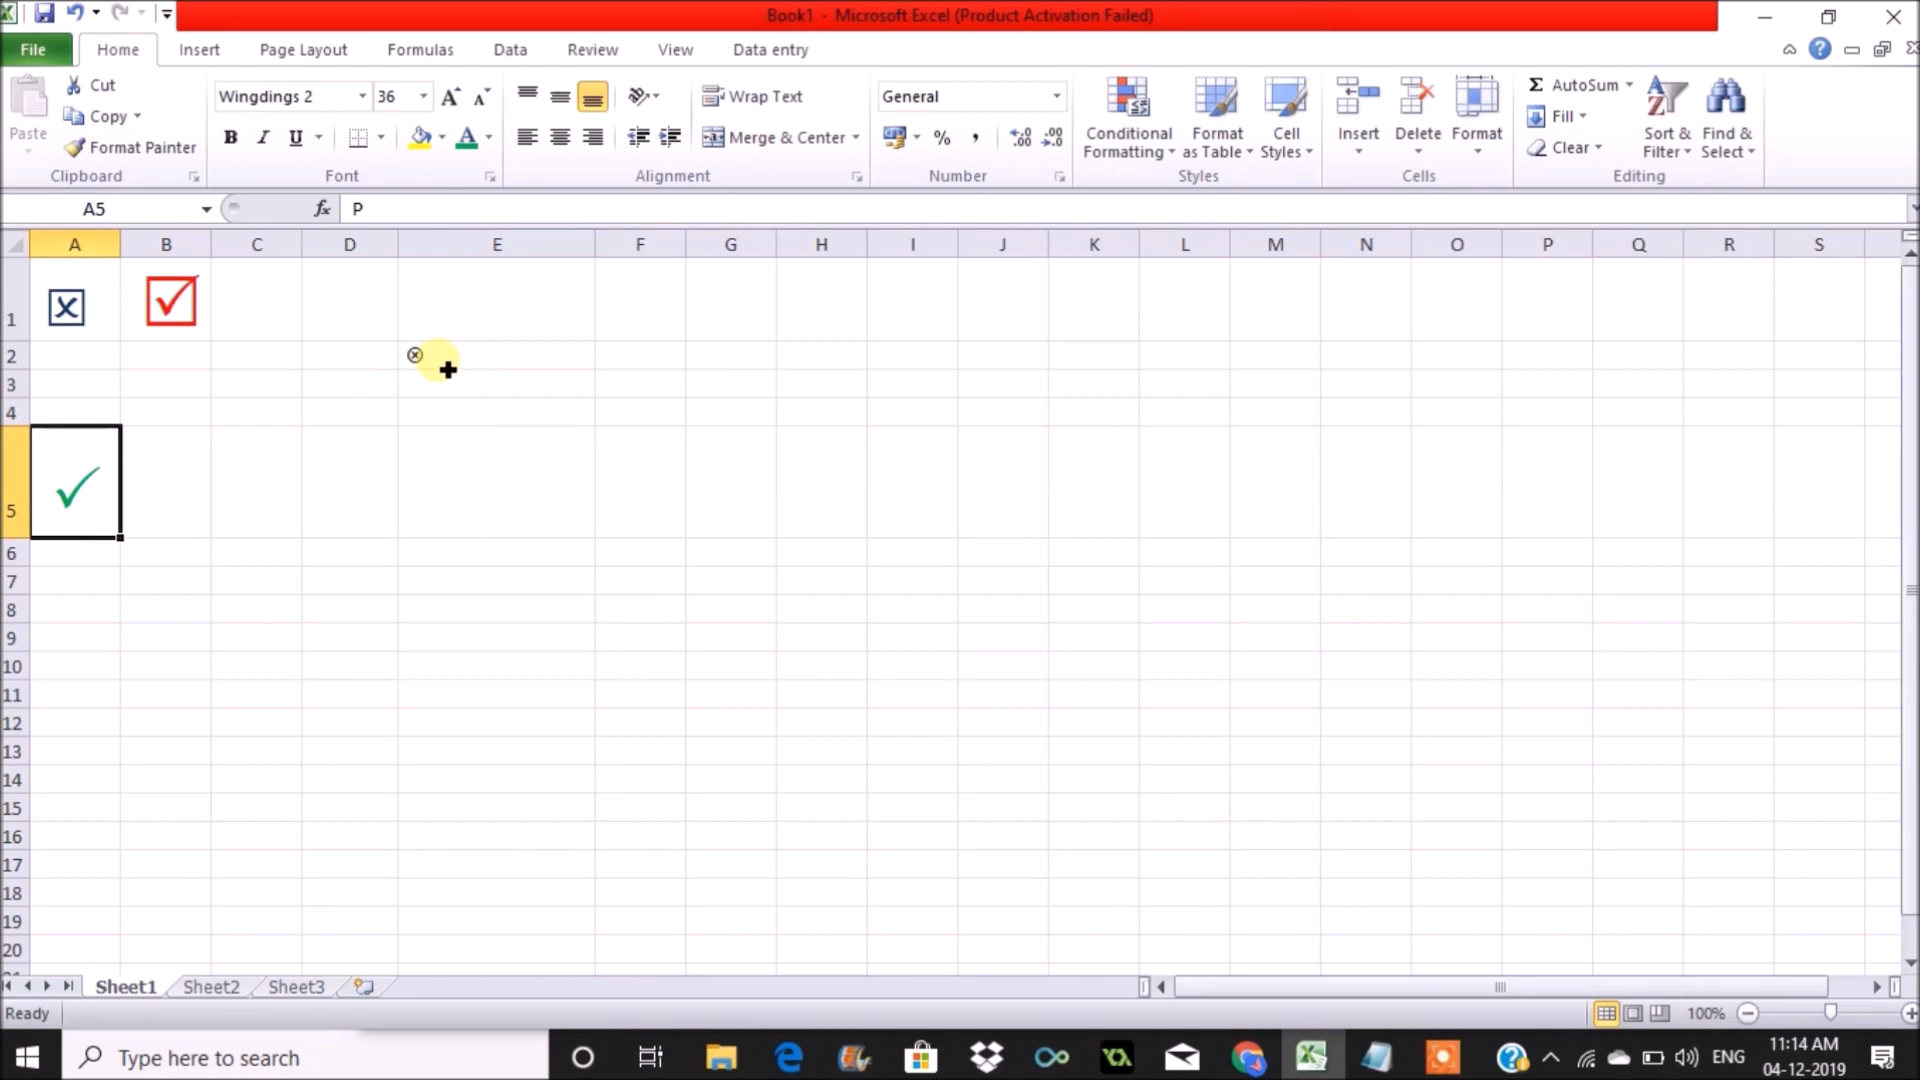 Book1 - Microsoft Excel (Product Activation Failed)
File Home Insert Page Layout Formulas Data Review View Data entry
Paste
Cut
Copy
Format Painter
Clipboard
Wingdings 2 36
B I U
Font
Wrap Text
Merge & Center
Alignment
General
%
Number
Conditional Formatting
Format as Table
Cell Styles
Styles
Insert Delete Format
Cells
AutoSum
Fill
Clear
Sort & Filter
Find & Select
Editing
A5 fx P
A B C D E F G H I J K L M N O P Q R S
1
2
3
4
5
6
7
8
9
10
11
12
13
14
15
16
17
18
19
20
Sheet1 Sheet2 Sheet3
Ready 100%
Type here to search
ENG
11:14 AM
04-12-2019